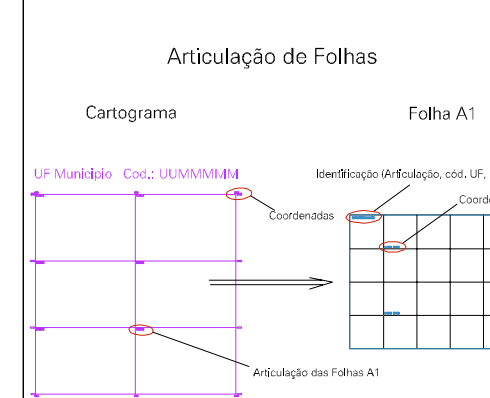 Articulação de Folhas
Cartograma
Folha A1
UF Municipio Cod.: UUMMMMM
Identificação (Articulação, cód. UF,
Coordenadas
Coorde
Articulação das Folhas A1